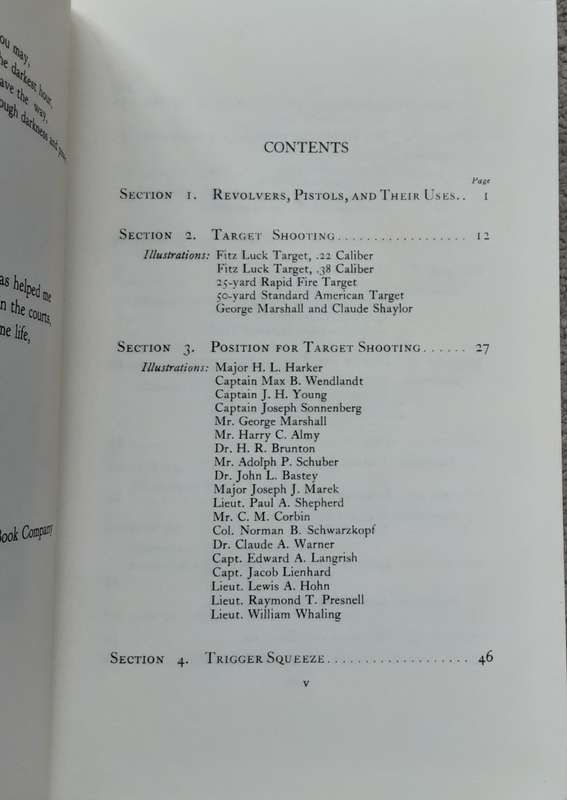 ou may,
he darkest hour,
ave the way,
ough darkness and
as helped me
n the courts,
me life,
Book Company
CONTENTS
Page
SECTION 1. REVOLVERS, PISTOLS, AND THEIR USES.. 1
SECTION 2. TARGET SHOOTING................... 12
Illustrations: Fitz Luck Target, .22 Caliber
Fitz Luck Target, .38 Caliber
25-yard Rapid Fire Target
50-yard Standard American Target
George Marshall and Claude Shaylor
SECTION 3. POSITION FOR TARGET SHOOTING...... 27
Illustrations: Major H. L. Harker
Captain Max B. Wendlandt
Captain J. H. Young
Captain Joseph Sonnenberg
Mr. George Marshall
Mr. Harry C. Almy
Dr. H. R. Brunton
Mr. Adolph P. Schuber
Dr. John L. Bastey
Major Joseph J. Marek
Lieut. Paul A. Shepherd
Mr. C. M. Corbin
Col. Norman B. Schwarzkopf
Dr. Claude A. Warner
Capt. Edward A. Langrish
Capt. Jacob Lienhard
Lieut. Lewis A. Hohn
Lieut. Raymond T. Presnell
Lieut. William Whaling
SECTION 4. TRIGGER SQUEEZE................... 46
v